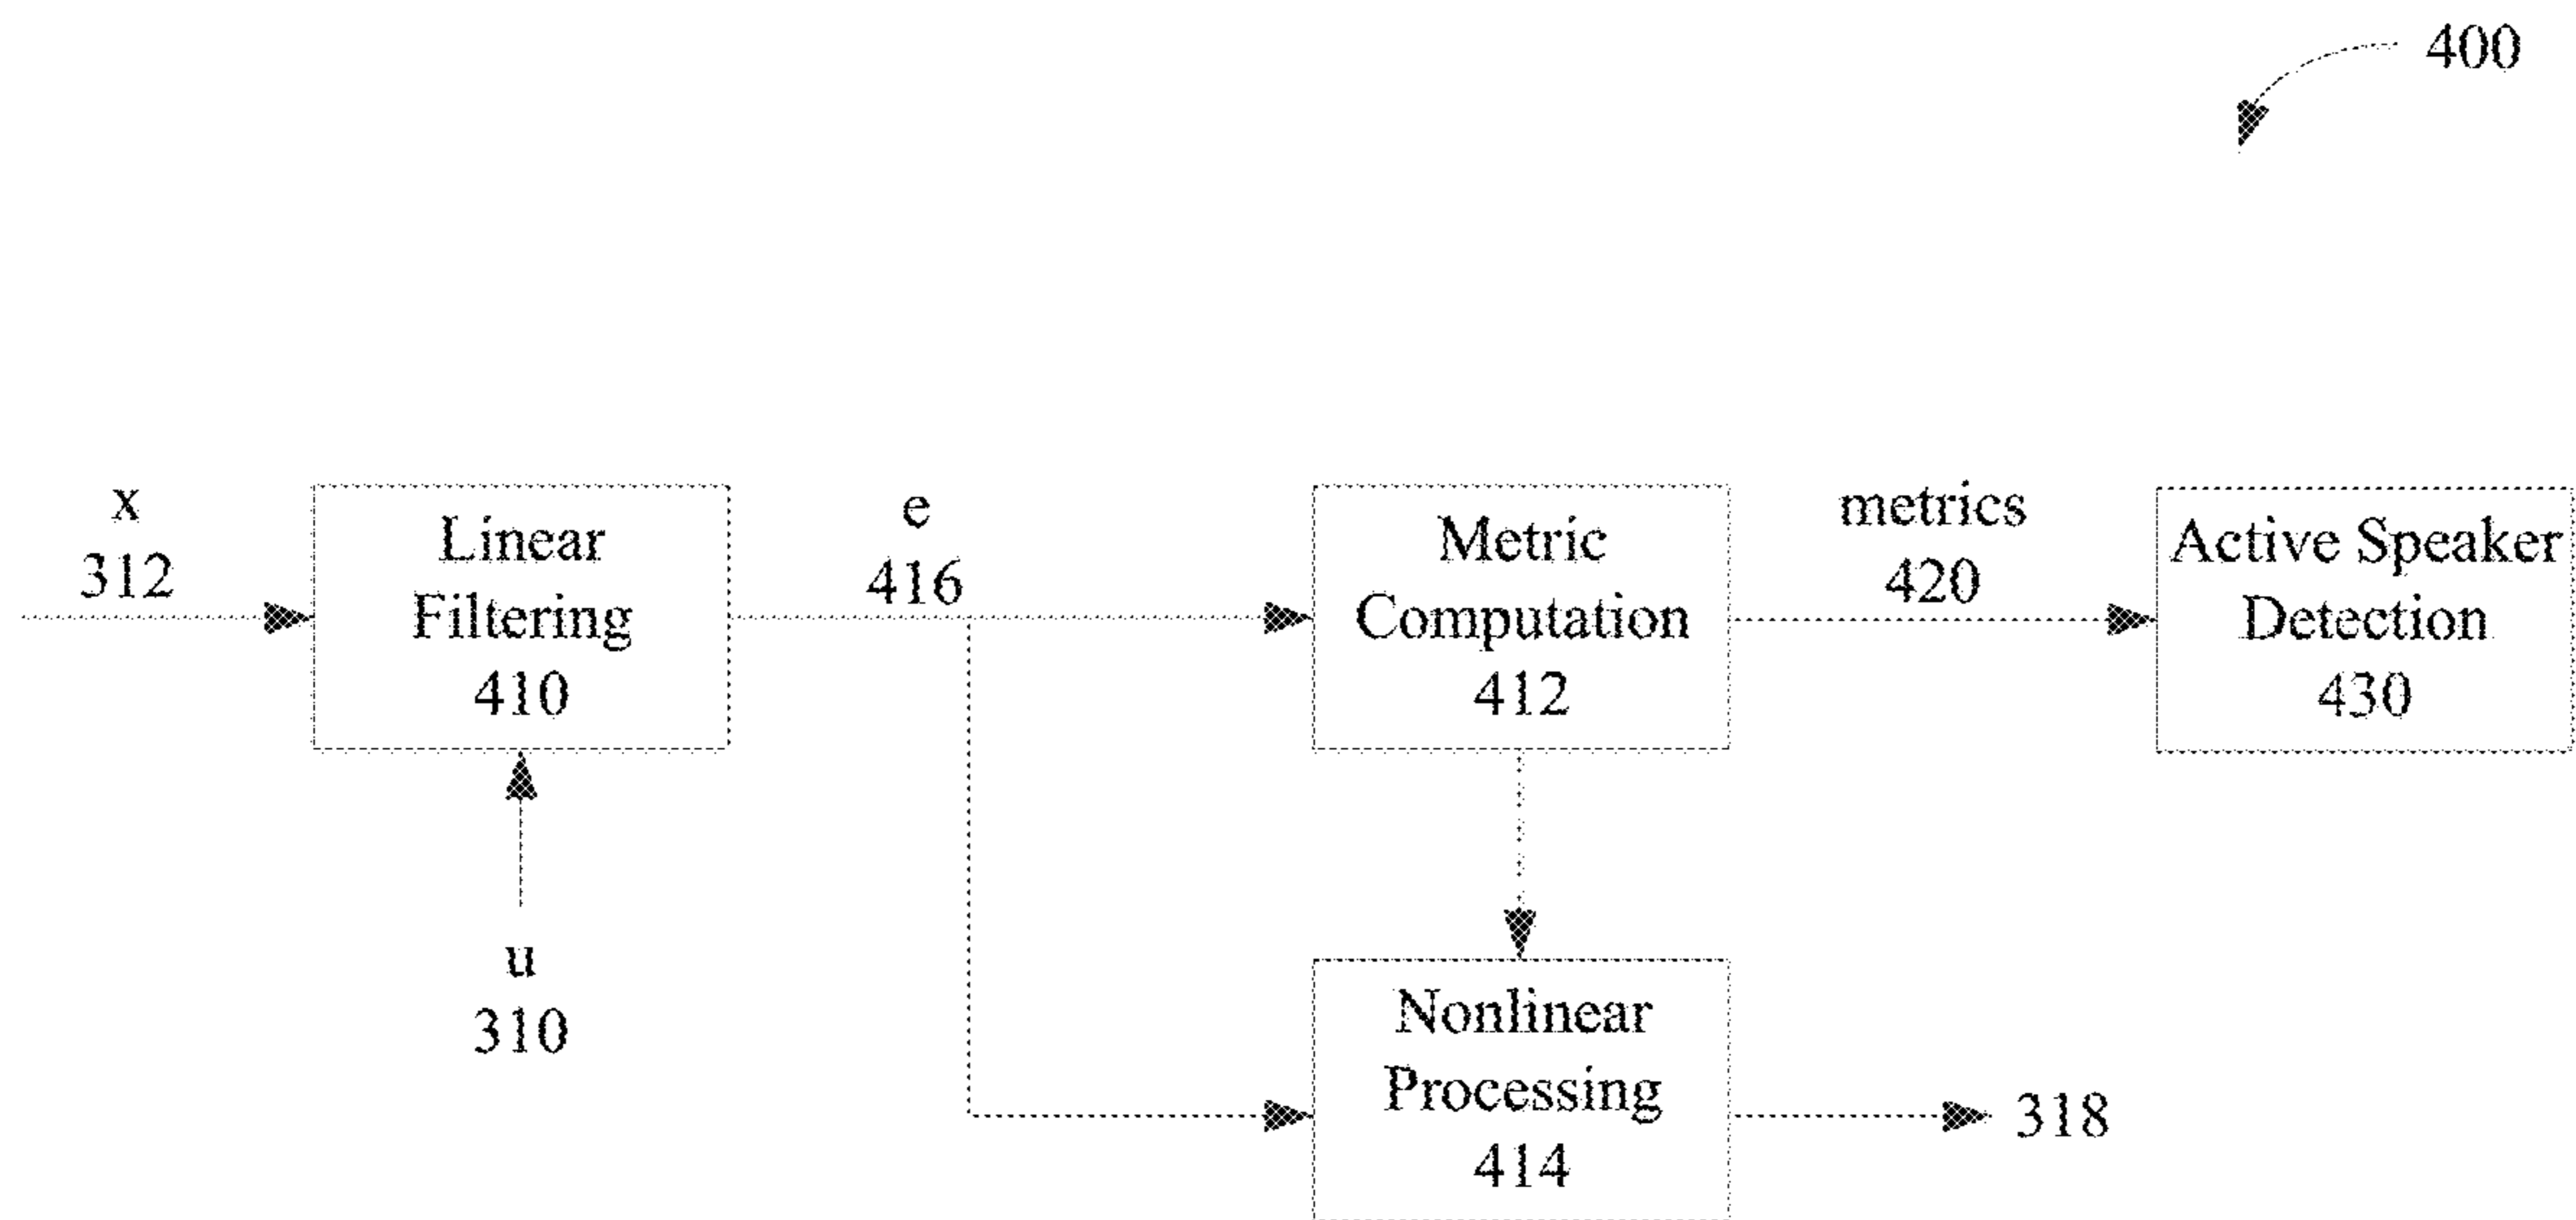 400
x
312
Linear
Filtering
410
e
416
Metric
Computation
412
metrics
420
Active Speaker
Detection
430
u
310
Nonlinear
Processing
414
318